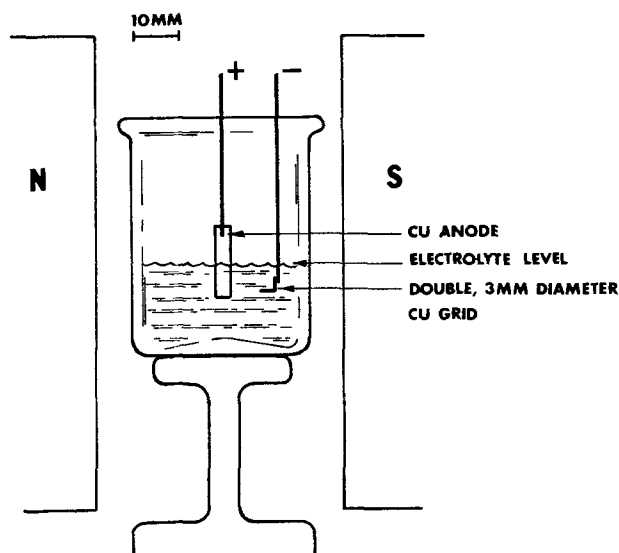 10MM
+ −
N
S
CU ANODE
ELECTROLYTE LEVEL
DOUBLE, 3MM DIAMETER
CU GRID